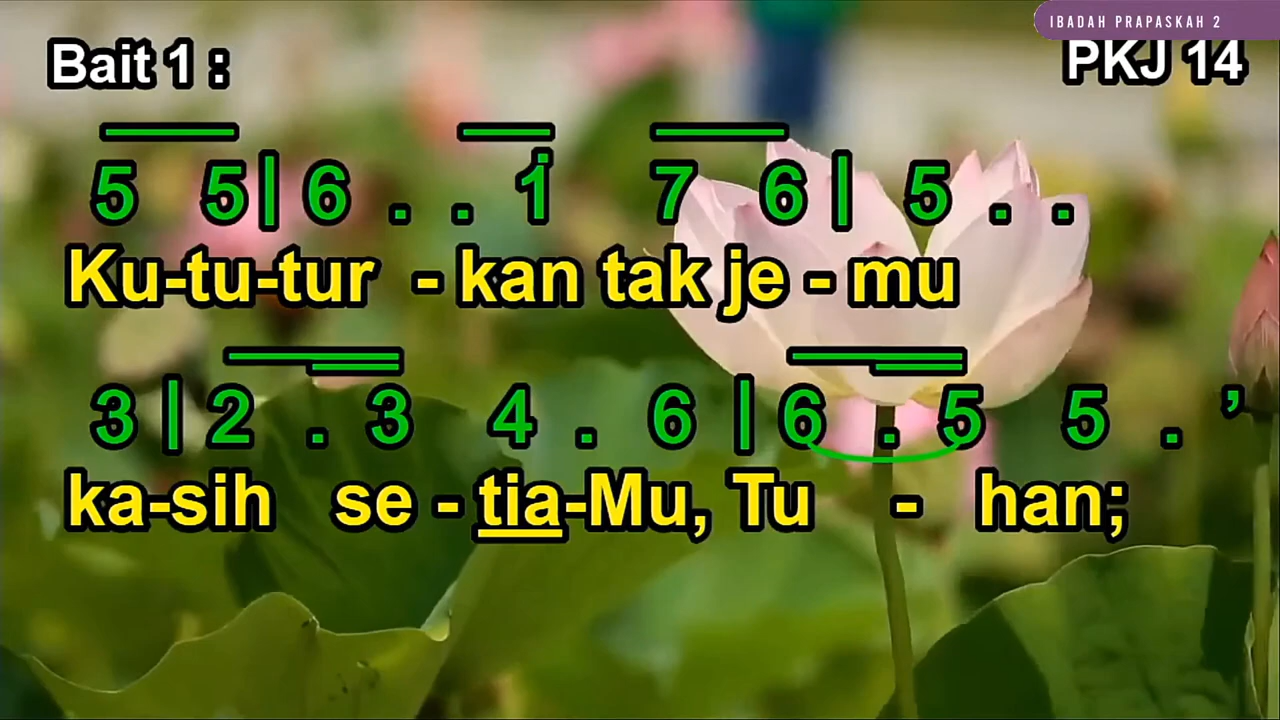 IBADAH PRAPASKAH 2
Bait 1 : PKJ 14
5 5 | 6 . . 1̇ 7 6 | 5 . .
Ku-tu-tur - kan tak je - mu
3 | 2 . 3 4 . 6 | 6 . 5 5 . ’
ka-sih se - tia-Mu, Tu - han;